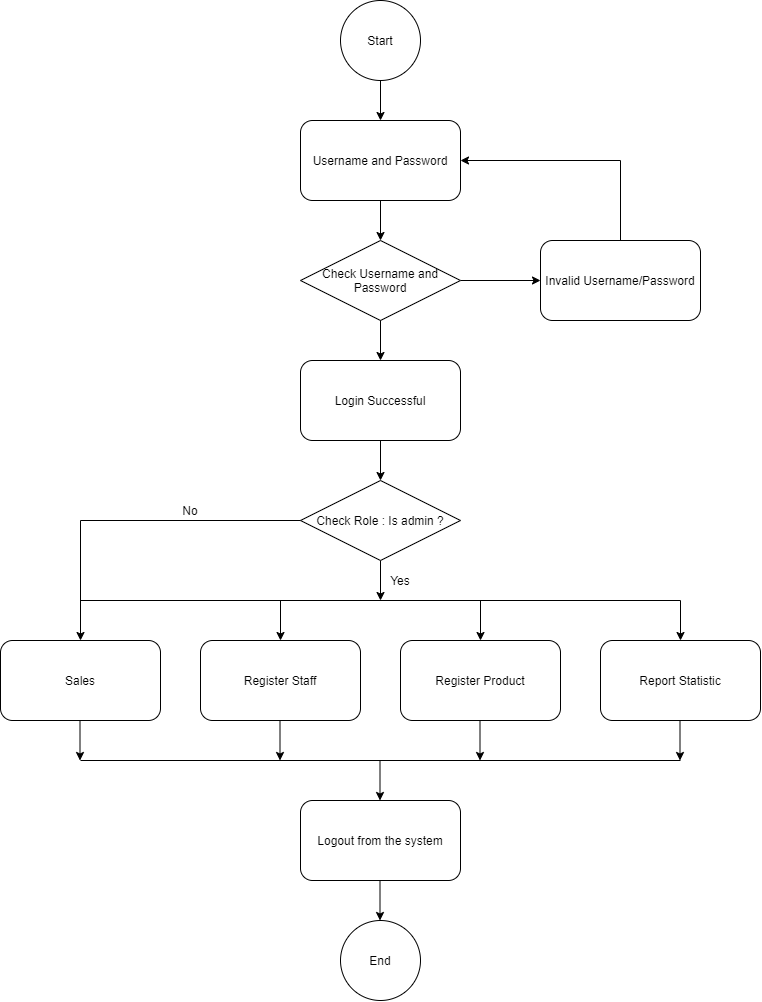 Start
Username and Password
Check Username and
Password
Invalid Username/Password
Login Successful
Check Role : Is admin ?
No
Yes
Sales
Register Staff
Register Product
Report Statistic
Logout from the system
End